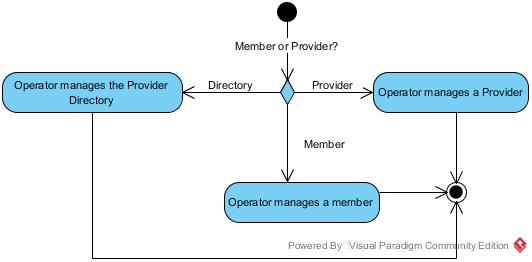 Member or Provider?
Operator manages the Provider
Directory
Directory
Provider
Operator manages a Provider
Member
Operator manages a member
Powered By Visual Paradigm Community Edition